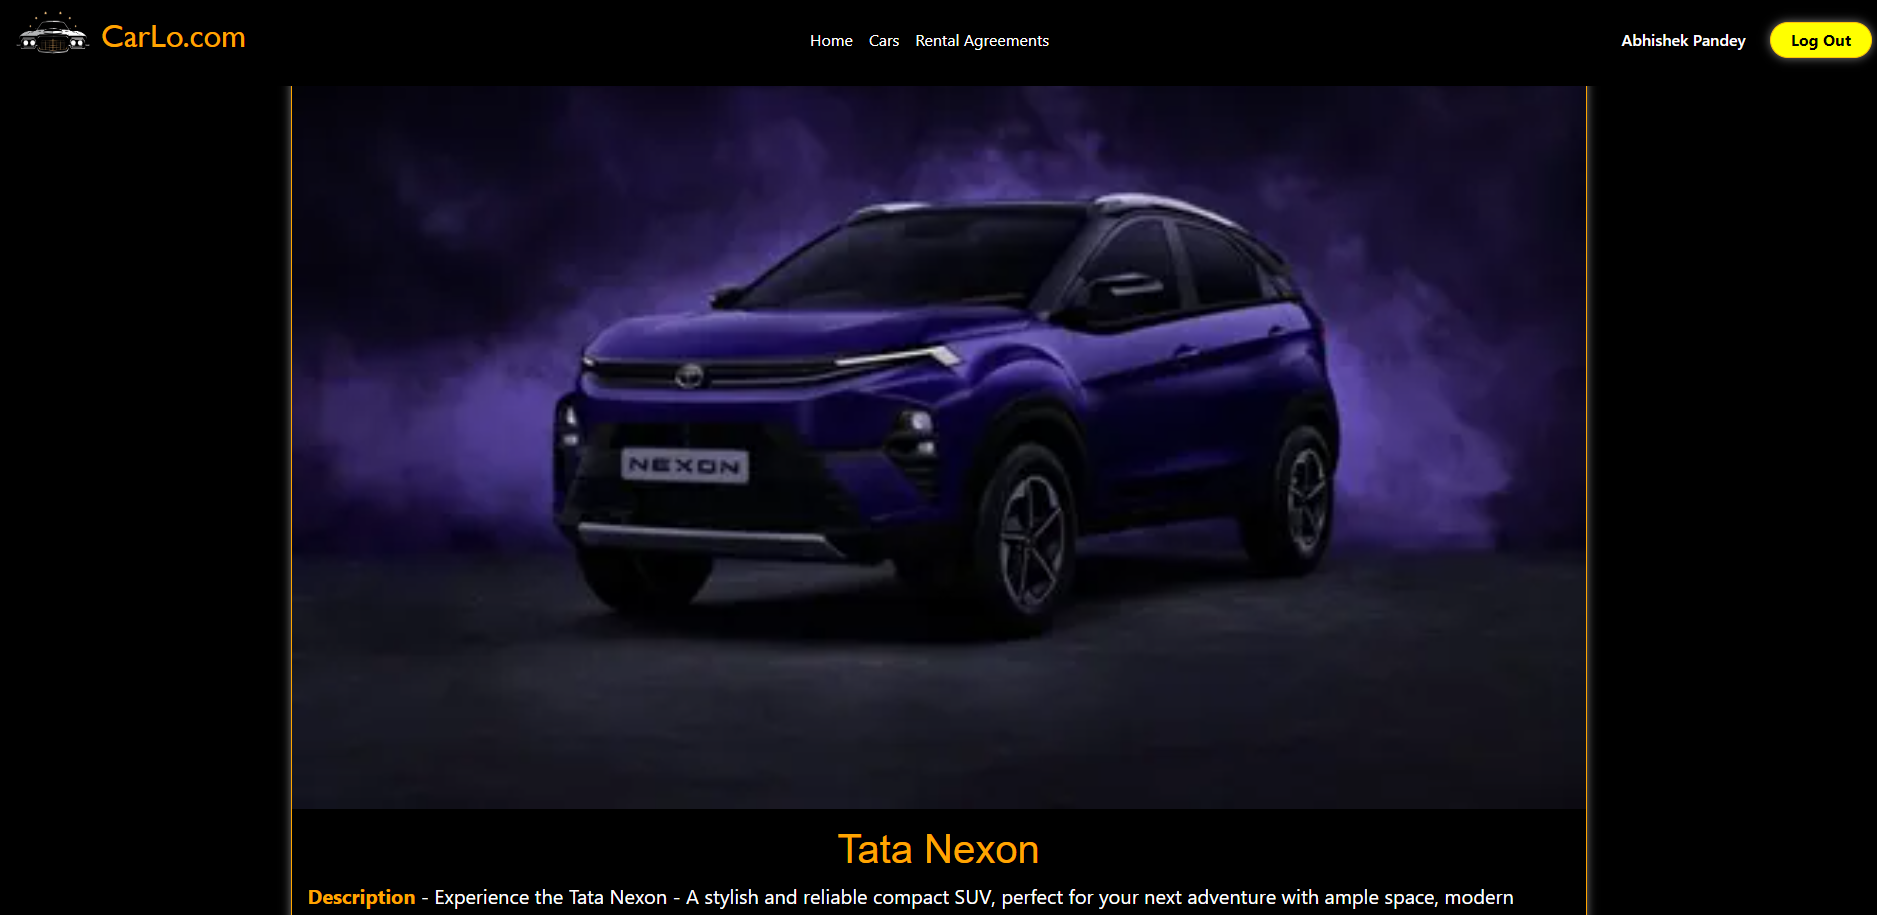 CarLo.com
Home Cars Rental Agreements
Abhishek Pandey Log Out
NEXON
Tata Nexon
Description - Experience the Tata Nexon - A stylish and reliable compact SUV, perfect for your next adventure with ample space, modern